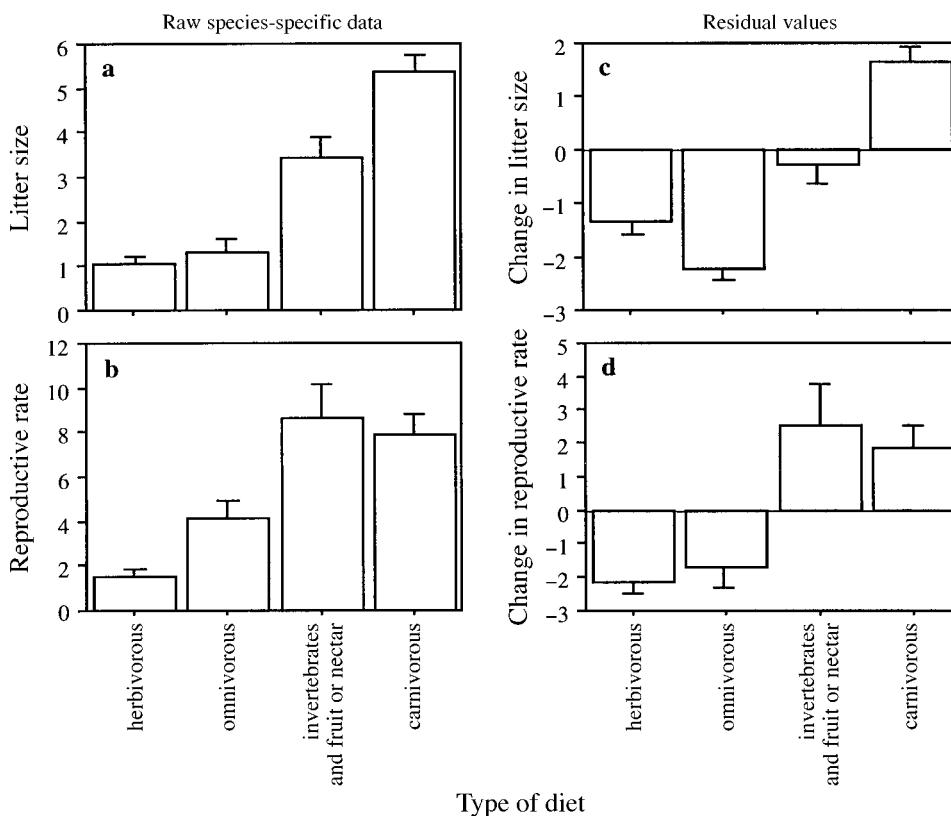 Raw species-specific data
Residual values
a
Litter size
6
5
4
3
2
1
0
c
Change in litter size
2
1
0
−1
−2
−3
b
Reproductive rate
12
10
8
6
4
2
0
d
Change in reproductive rate
5
4
3
2
1
0
−1
−2
−3
herbivorous
omnivorous
invertebrates
and fruit or nectar
carnivorous
herbivorous
omnivorous
invertebrates
and fruit or nectar
carnivorous
Type of diet